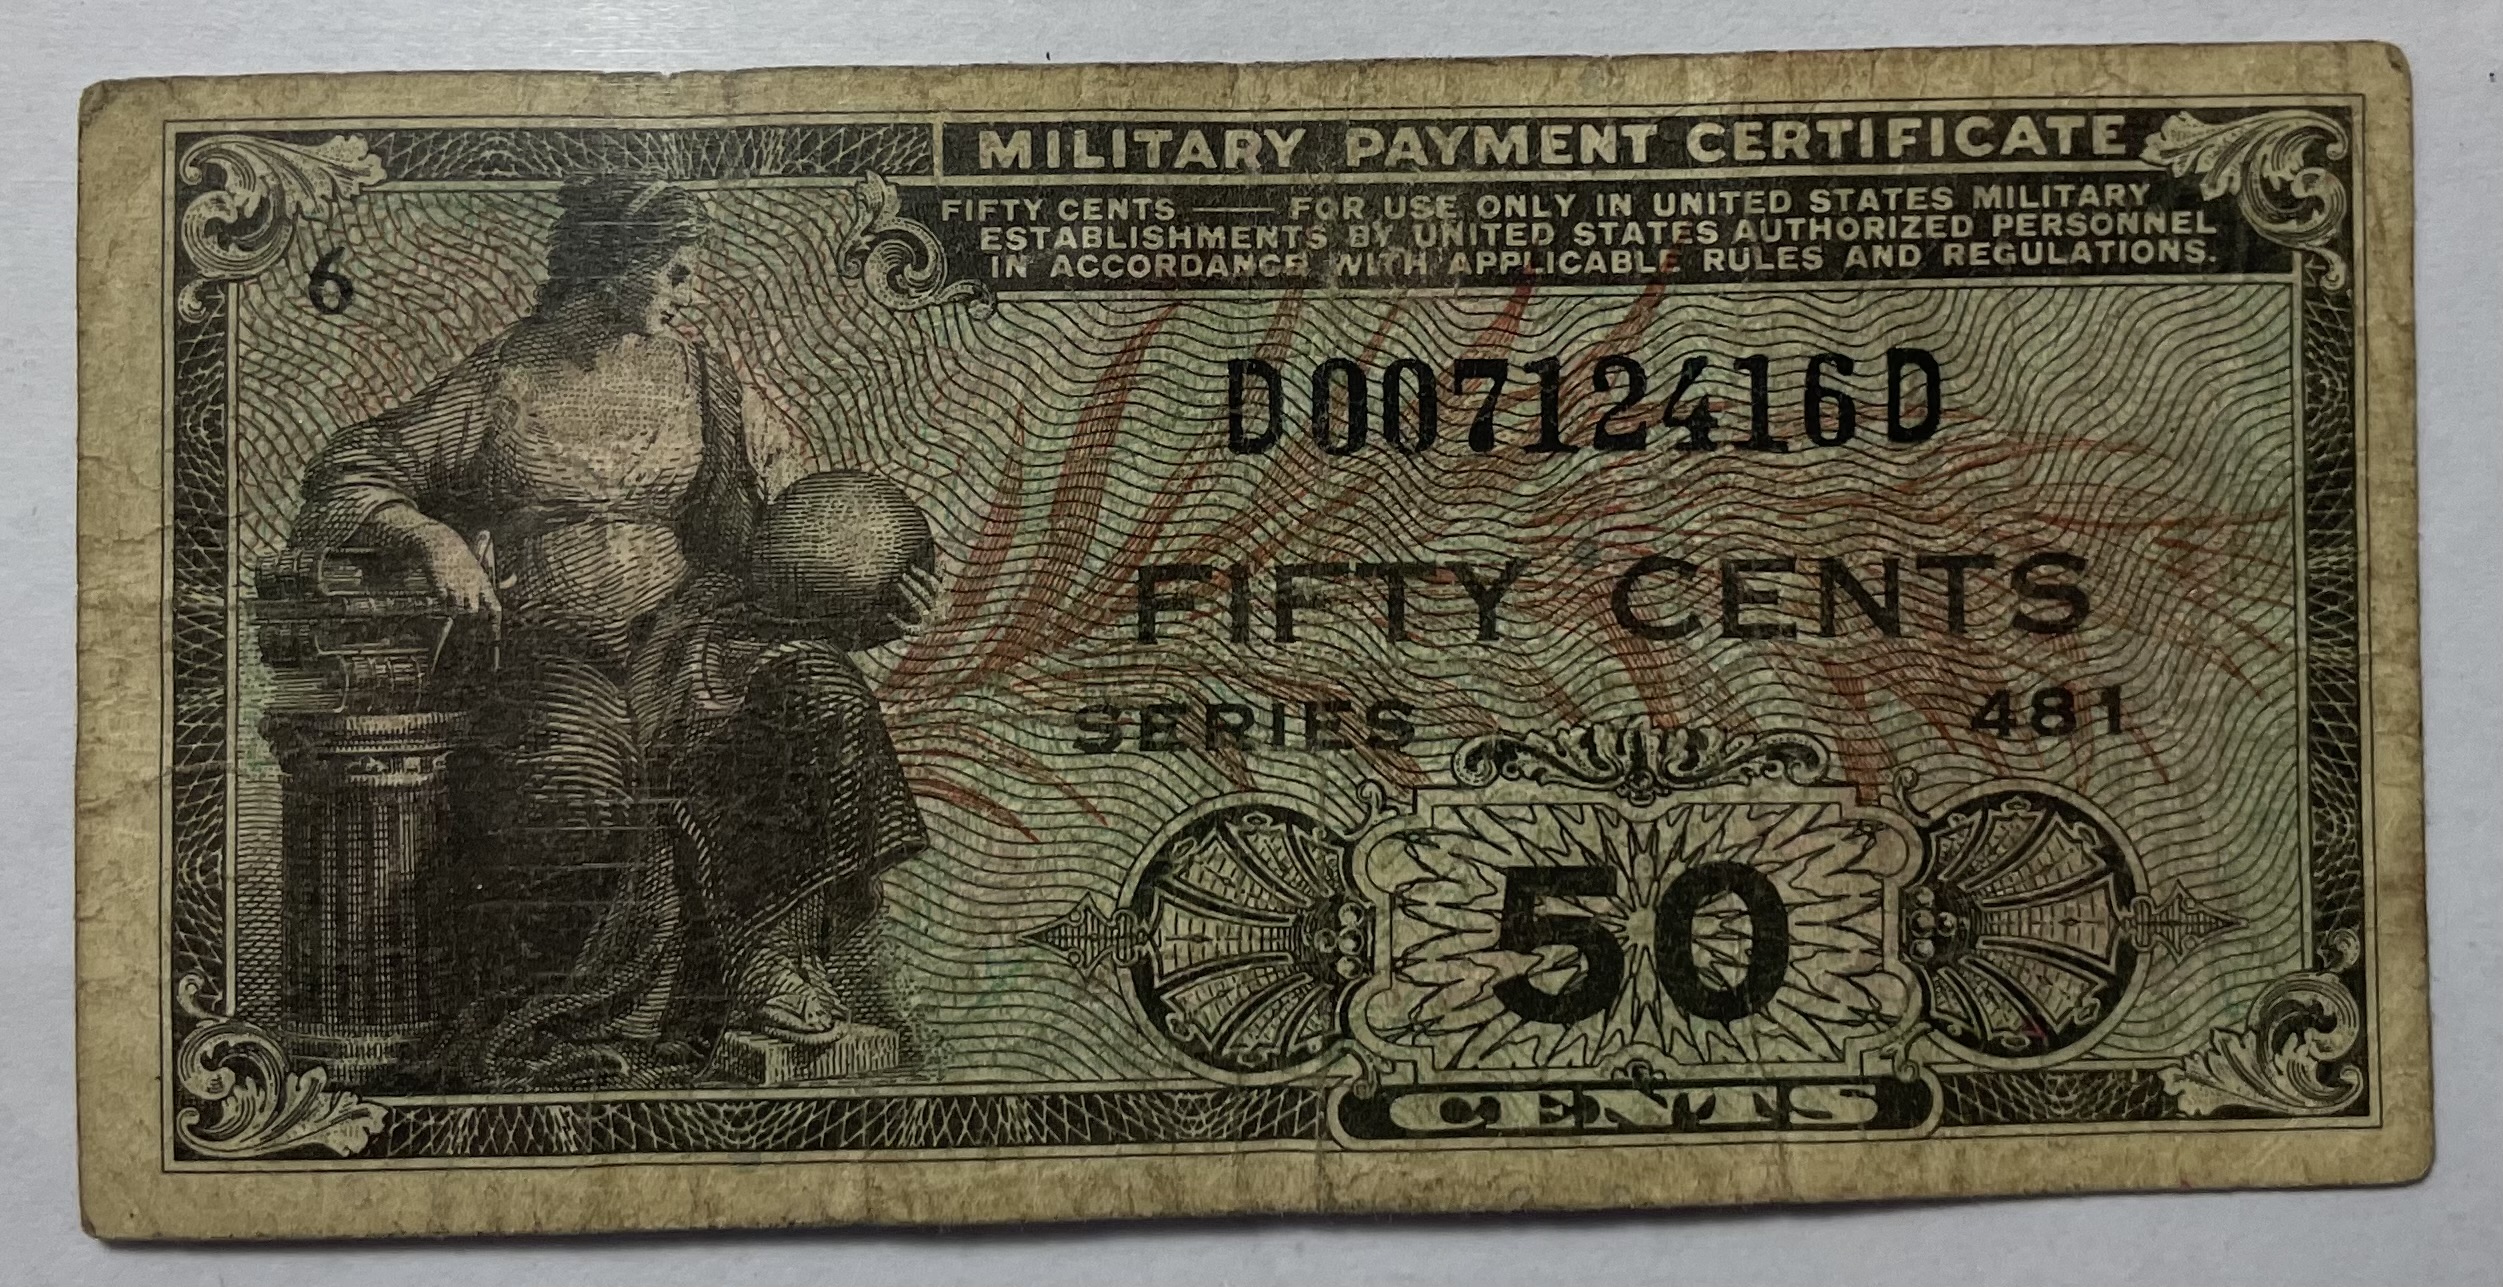 MILITARY PAYMENT CERTIFICATE
FIFTY CENTS — FOR USE ONLY IN UNITED STATES MILITARY
ESTABLISHMENTS BY UNITED STATES AUTHORIZED PERSONNEL
IN ACCORDANCE WITH APPLICABLE RULES AND REGULATIONS.
6
D00712416D
FIFTY CENTS
SERIES 481
50
CENTS